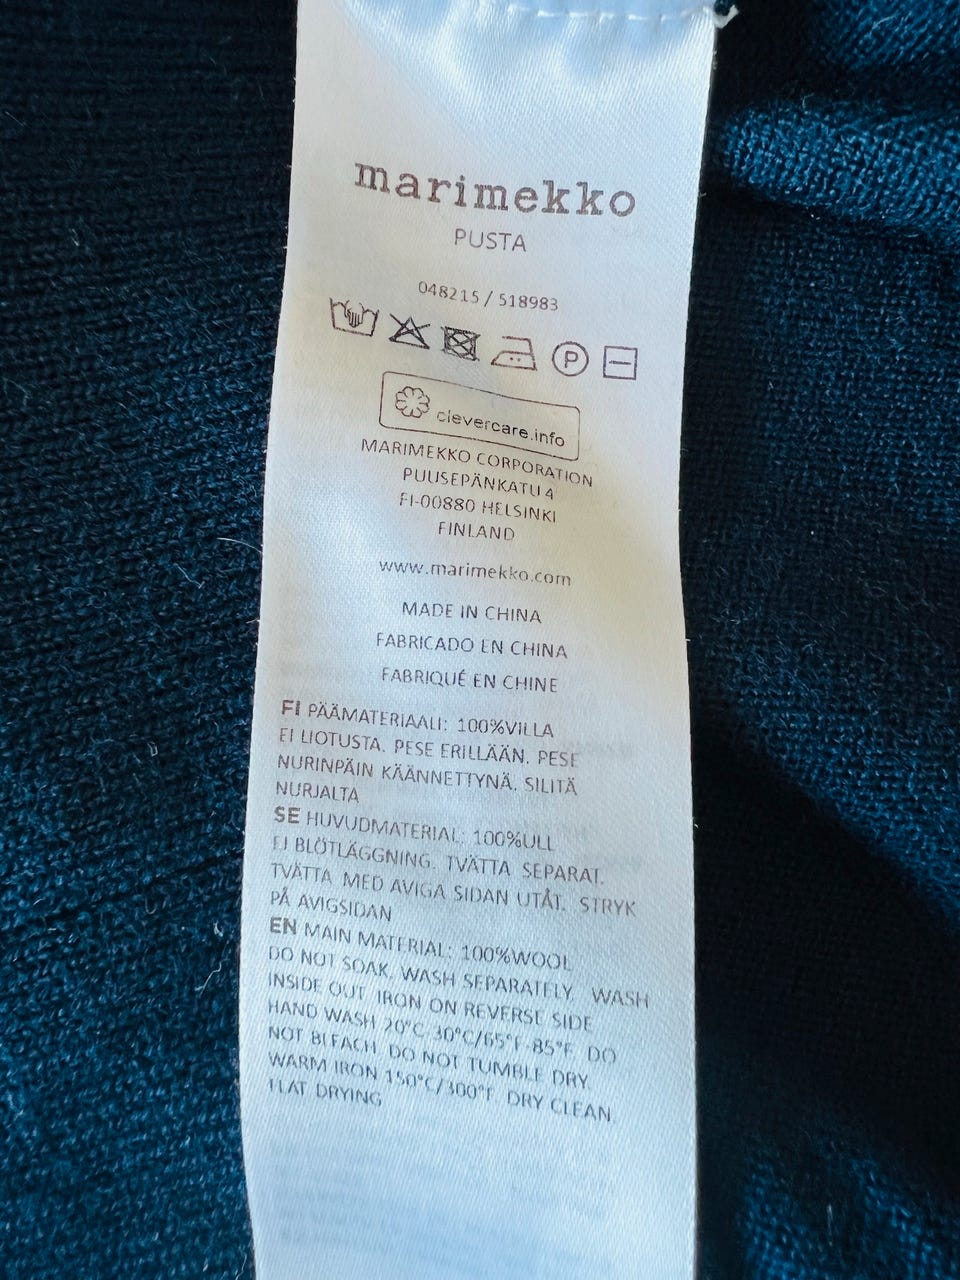 marimekko
PUSTA
048215 / 518983
P
clevercare.info
MARIMEKKO CORPORATION
PUUSEPÄNKATU 4
FI-00880 HELSINKI
FINLAND
www.marimekko.com
MADE IN CHINA
FABRICADO EN CHINA
FABRIQUÉ EN CHINE
FI PÄÄMATERIAALI: 100%VILLA
EI LIOTUSTA. PESE ERILLÄÄN. PESE
NURINPÄIN KÄÄNNETTYNÄ. SILITÄ
NURJALTA
SE HUVUDMATERIAL: 100%ULL
EJ BLÖTLÄGGNING. TVÄTTA SEPARAT.
TVÄTTA MED AVIGA SIDAN UTÅT. STRYK
PÅ AVIGSIDAN
EN MAIN MATERIAL: 100%WOOL
DO NOT SOAK. WASH SEPARATELY. WASH
INSIDE OUT. IRON ON REVERSE SIDE
HAND WASH 20°C-30°C/65°F-85°F. DO
NOT BLEACH. DO NOT TUMBLE DRY.
WARM IRON 150°C/300°F. DRY CLEAN.
FLAT DRYING